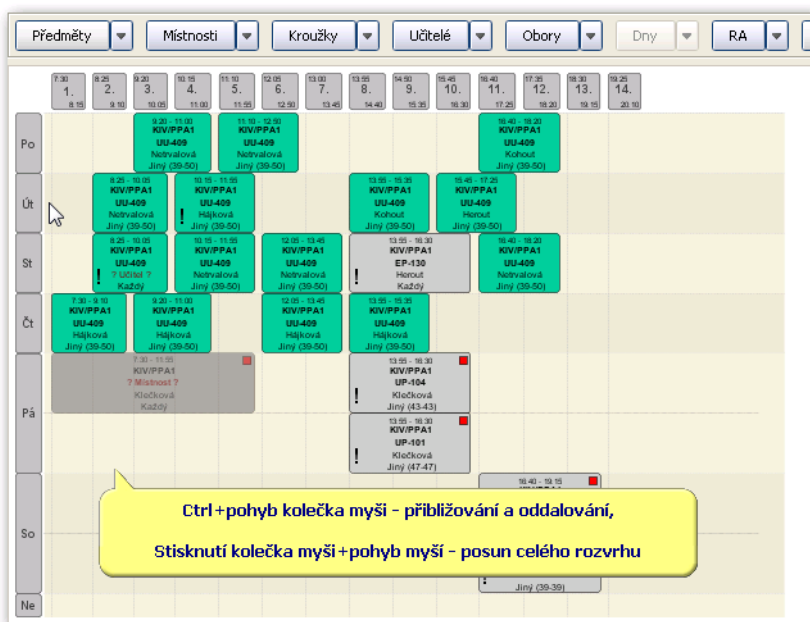 Předměty Místnosti Kroužky Učitelé Obory Dny RA
7:30 8:25 9:20 10:15 11:10 12:05 13:00 13:55 14:50 15:45 16:40 17:35 18:30 19:25
1. 2. 3. 4. 5. 6. 7. 8. 9. 10. 11. 12. 13. 14.
8:15 9:10 10:05 11:00 11:55 12:50 13:45 14:40 15:35 16:30 17:25 18:20 19:15 20:10
Po
9:20 - 11:00 11:10 - 12:50 16:40 - 18:20
KIV/PPA1 KIV/PPA1 KIV/PPA1
UU-409 UU-409 UU-409
Netrvalová Netrvalová Kohout
Jiný (39-50) Jiný (39-50) Jiný (39-50)
Út
8:25 - 10:05 10:15 - 11:55 13:55 - 15:35 15:45 - 17:25
KIV/PPA1 KIV/PPA1 KIV/PPA1 KIV/PPA1
UU-409 UU-409 UU-409 UU-409
Netrvalová ! Hájková Kohout Herout
Jiný (39-50) Jiný (39-50) Jiný (39-50) Jiný (39-50)
St
8:25 - 10:05 10:15 - 11:55 12:05 - 13:45 13:55 - 16:30 16:40 - 18:20
KIV/PPA1 KIV/PPA1 KIV/PPA1 KIV/PPA1 KIV/PPA1
UU-409 UU-409 UU-409 EP-130 UU-409
! ? Učitel ? Netrvalová Netrvalová ! Herout Netrvalová
Každý Jiný (39-50) Jiný (39-50) Každý Jiný (39-50)
Čt
7:30 - 9:10 9:20 - 11:00 12:05 - 13:45 13:55 - 15:35
KIV/PPA1 KIV/PPA1 KIV/PPA1 KIV/PPA1
UU-409 UU-409 UU-409 UU-409
Hájková Hájková Hájková Hájková
Jiný (39-50) Jiný (39-50) Jiný (39-50) Jiný (39-50)
Pá
7:30 - 11:55 13:55 - 16:30
KIV/PPA1 KIV/PPA1
? Místnost ? UP-104
Klečková ! Klečková
Každý Jiný (43-43)
13:55 - 16:30
KIV/PPA1
UP-101
! Klečková
Jiný (47-47)
So
16:40 - 19:15
Ctrl+pohyb kolečka myši - přibližování a oddalování,
Stisknutí kolečka myši+pohyb myší - posun celého rozvrhu
! Jiný (39-39)
Ne